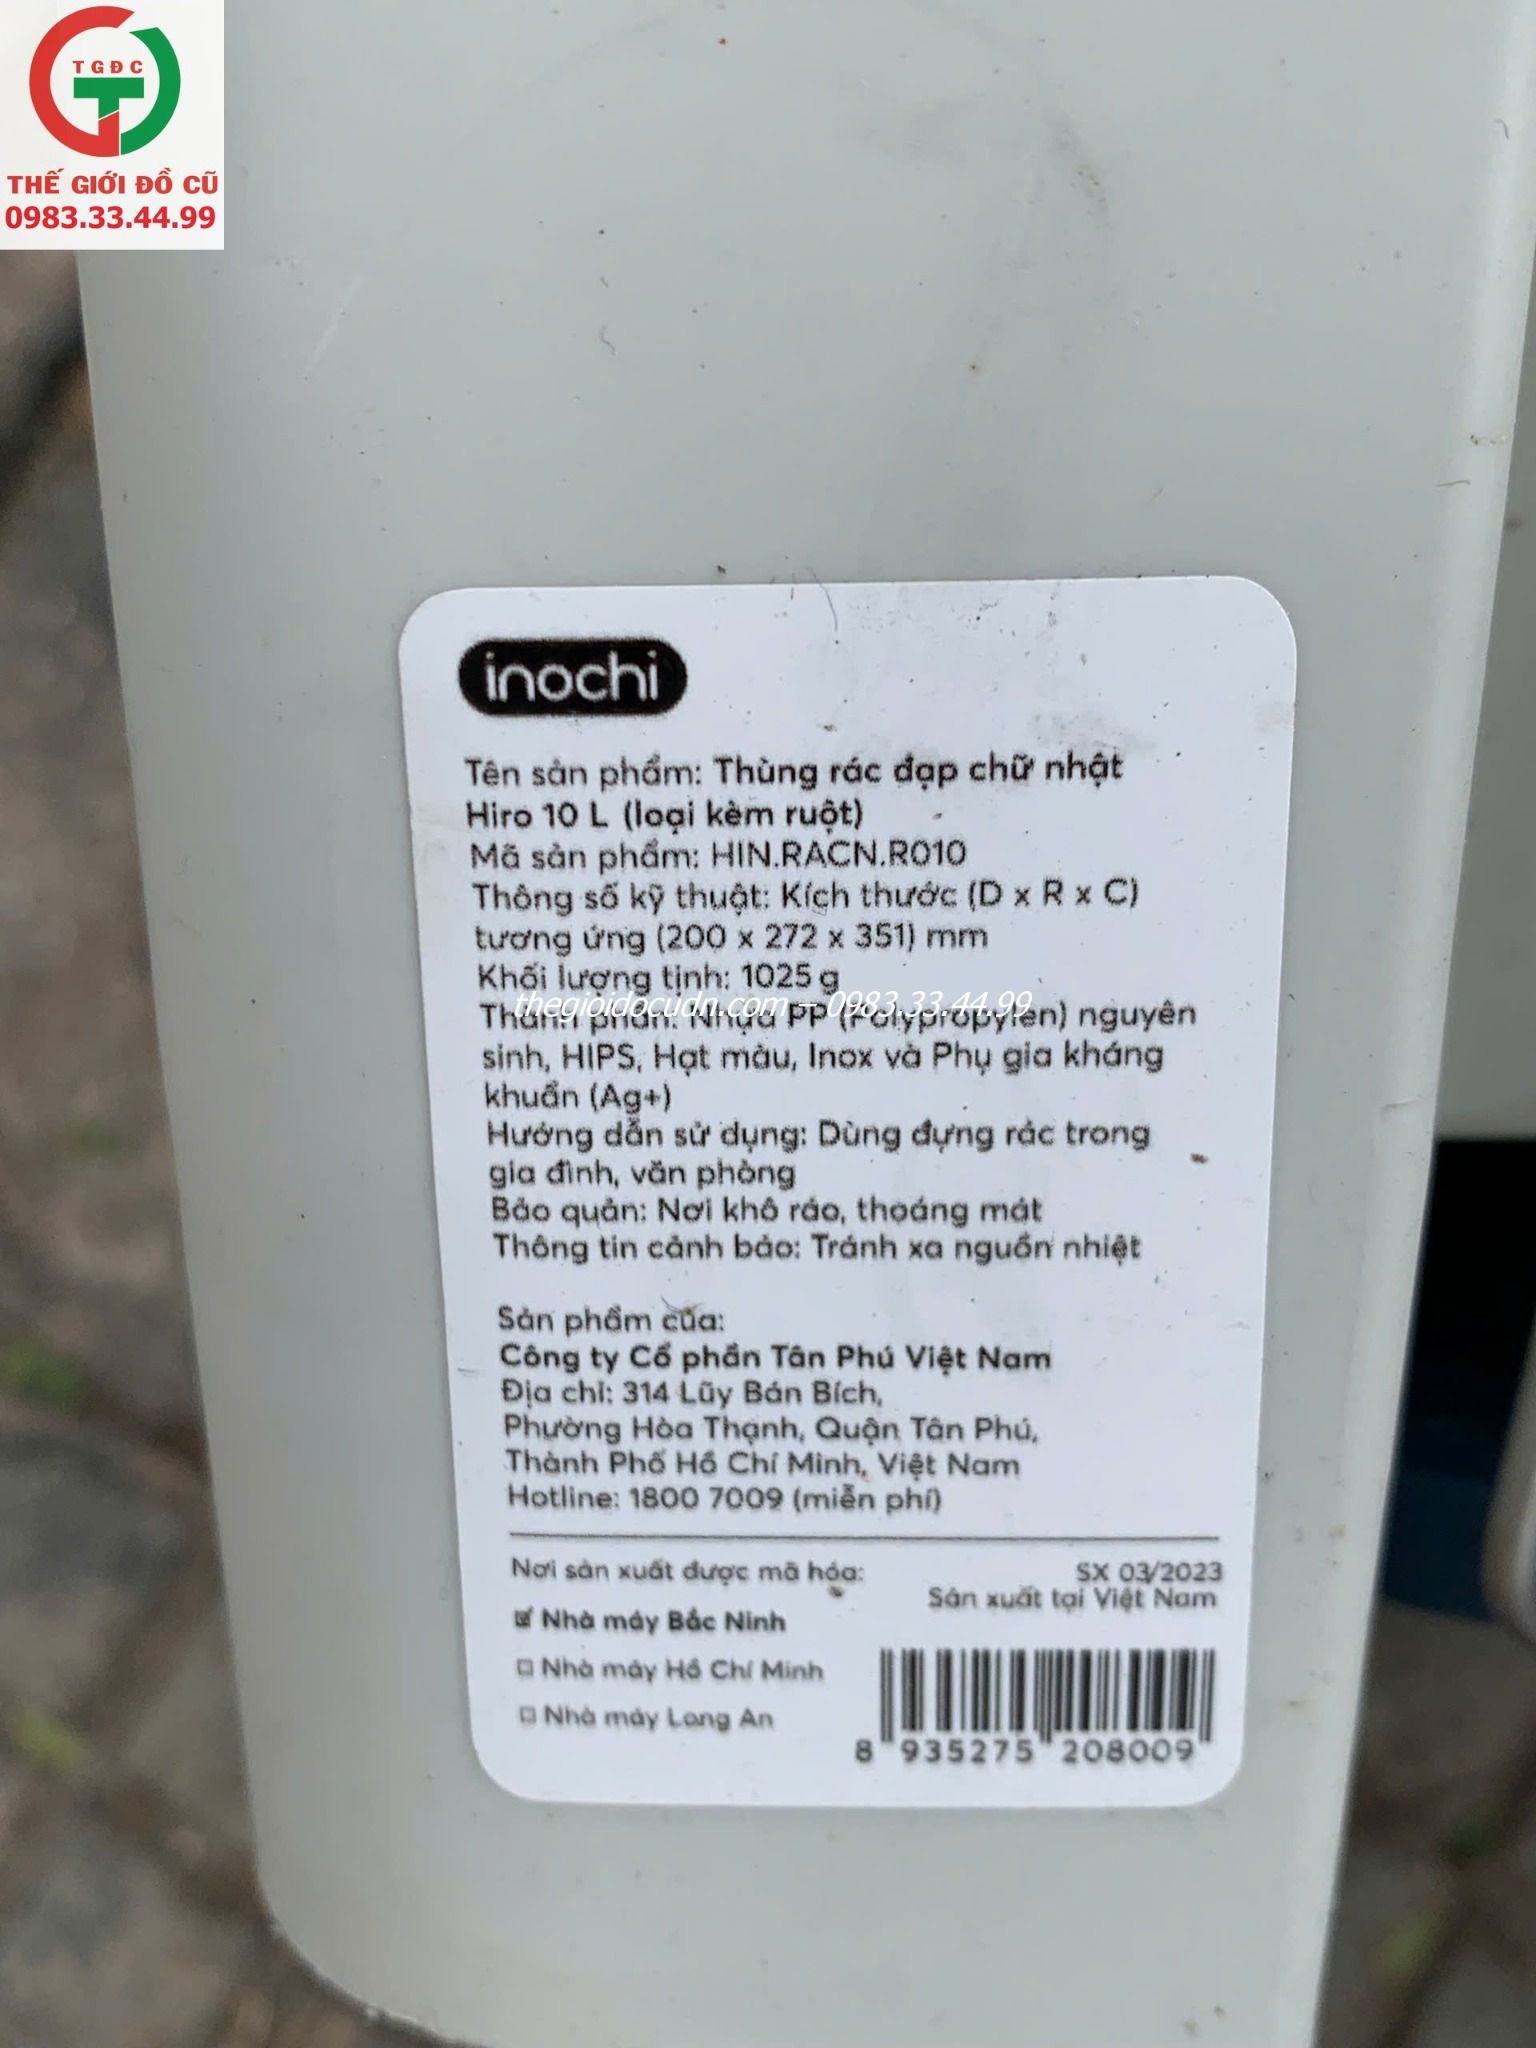 TGĐC
THẾ GIỚI ĐỒ CŨ
0983.33.44.99
inochi
Tên sản phẩm: Thùng rác đạp chữ nhật
Hiro 10 L (loại kèm ruột)
Mã sản phẩm: HIN.RACN.R010
Thông số kỹ thuật: Kích thước (D x R x C)
tương ứng (200 x 272 x 351) mm
Khối lượng tịnh: 1025 g
thegioidocudn.com – 0983.33.44.99
Thành phần: Nhựa PP (Polypropylen) nguyên
sinh, HIPS, Hạt màu, Inox và Phụ gia kháng
khuẩn (Ag+)
Hướng dẫn sử dụng: Dùng đựng rác trong
gia đình, văn phòng
Bảo quản: Nơi khô ráo, thoáng mát
Thông tin cảnh báo: Tránh xa nguồn nhiệt
Sản phẩm của:
Công ty Cổ phần Tân Phú Việt Nam
Địa chỉ: 314 Lũy Bán Bích,
Phường Hòa Thạnh, Quận Tân Phú,
Thành Phố Hồ Chí Minh, Việt Nam
Hotline: 1800 7009 (miễn phí)
Nơi sản xuất được mã hóa:
SX 03/2023
Sản xuất tại Việt Nam
Nhà máy Bắc Ninh
Nhà máy Hồ Chí Minh
Nhà máy Long An
8 935275 208009